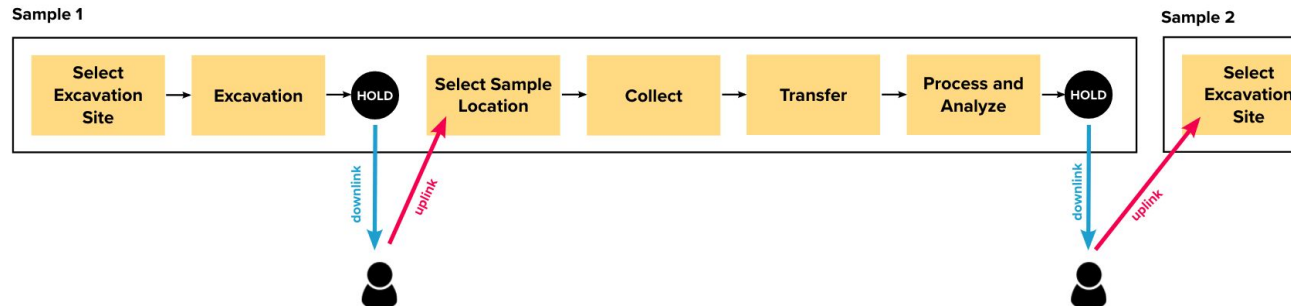 Sample 1
Sample 2
Select
Excavation
Site
Excavation
HOLD
Select Sample
Location
Collect
Transfer
Process and
Analyze
HOLD
Select
Excavation
Site
downlink
uplink
downlink
uplink